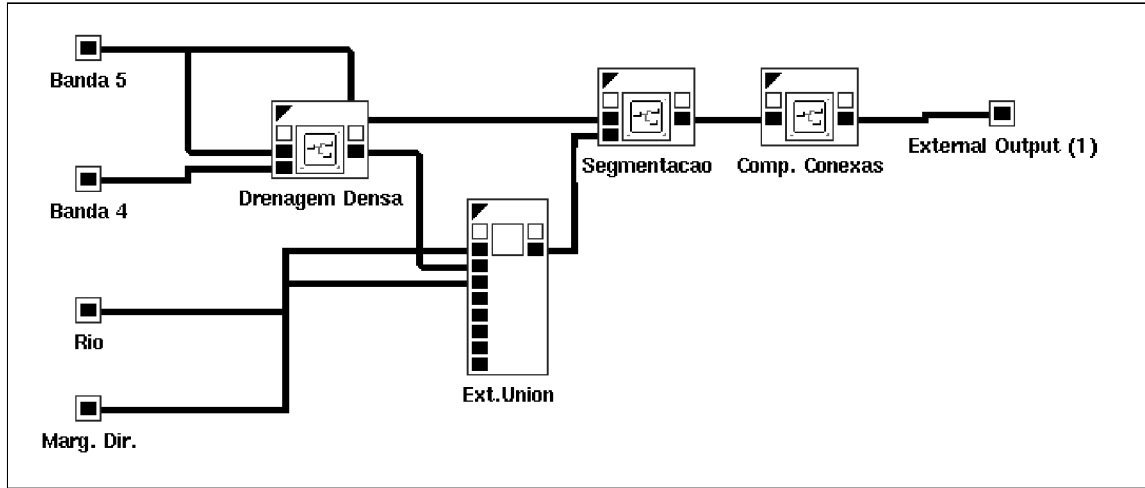 Banda 5
Segmentacao
Comp. Conexas
External Output (1)
Drenagem Densa
Banda 4
Rio
Ext.Union
Marg. Dir.